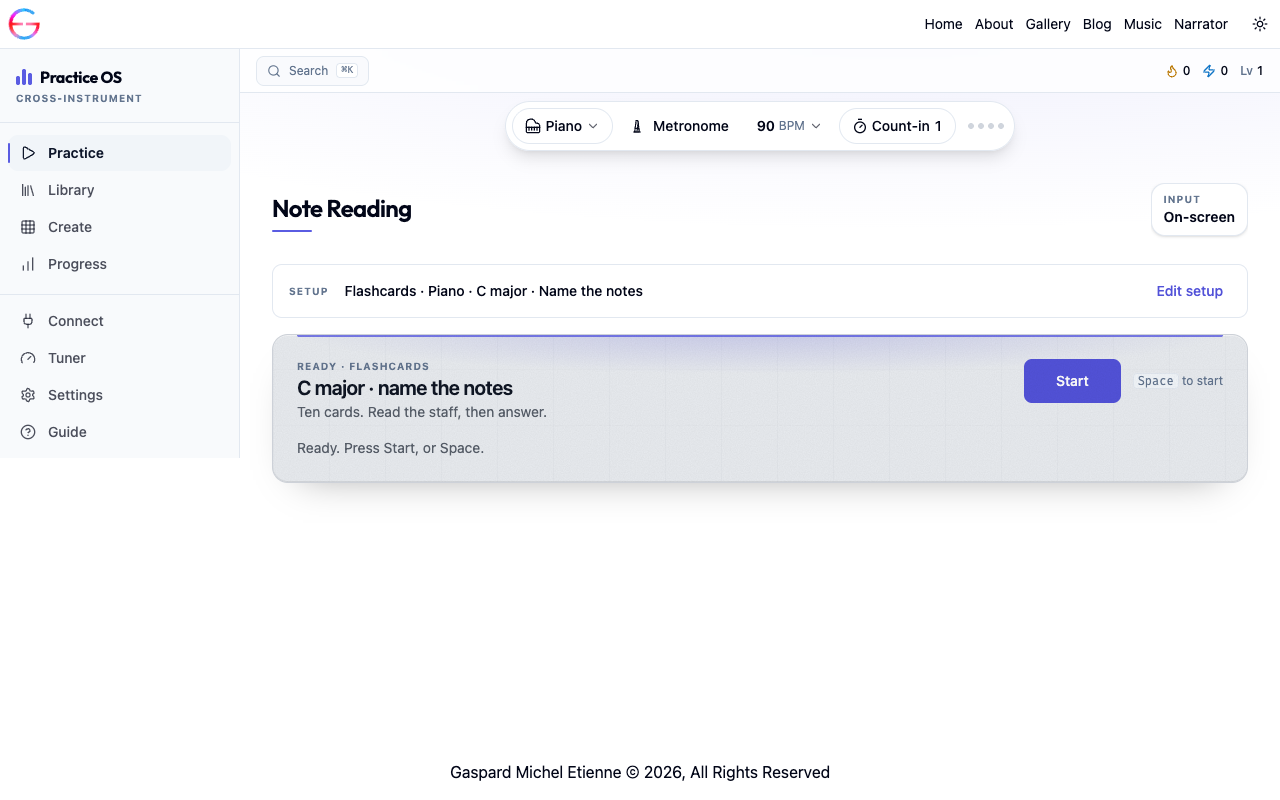 Home About Gallery Blog Music Narrator
Practice OS
CROSS-INSTRUMENT
Search ⌘K
0 0 Lv 1
Piano Metronome 90 BPM Count-in 1
Practice
Library
Create
Progress
Connect
Tuner
Settings
Guide
Note Reading
INPUT
On-screen
SETUP Flashcards · Piano · C major · Name the notes Edit setup
READY · FLASHCARDS
C major · name the notes
Ten cards. Read the staff, then answer.
Start Space to start
Ready. Press Start, or Space.
Gaspard Michel Etienne © 2026, All Rights Reserved